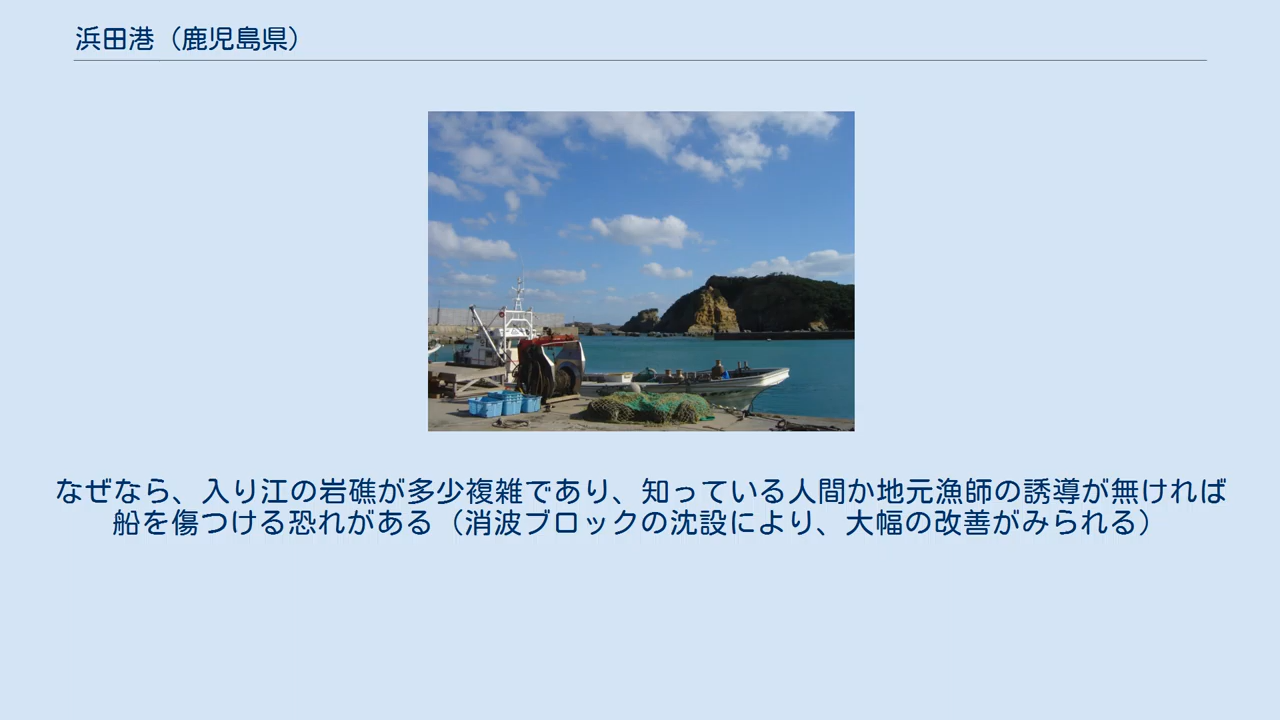 浜田港（鹿児島県）
なぜなら、入り江の岩礁が多少複雑であり、知っている人間か地元漁師の誘導が無ければ
船を傷つける恐れがある（消波ブロックの沈設により、大幅の改善がみられる）